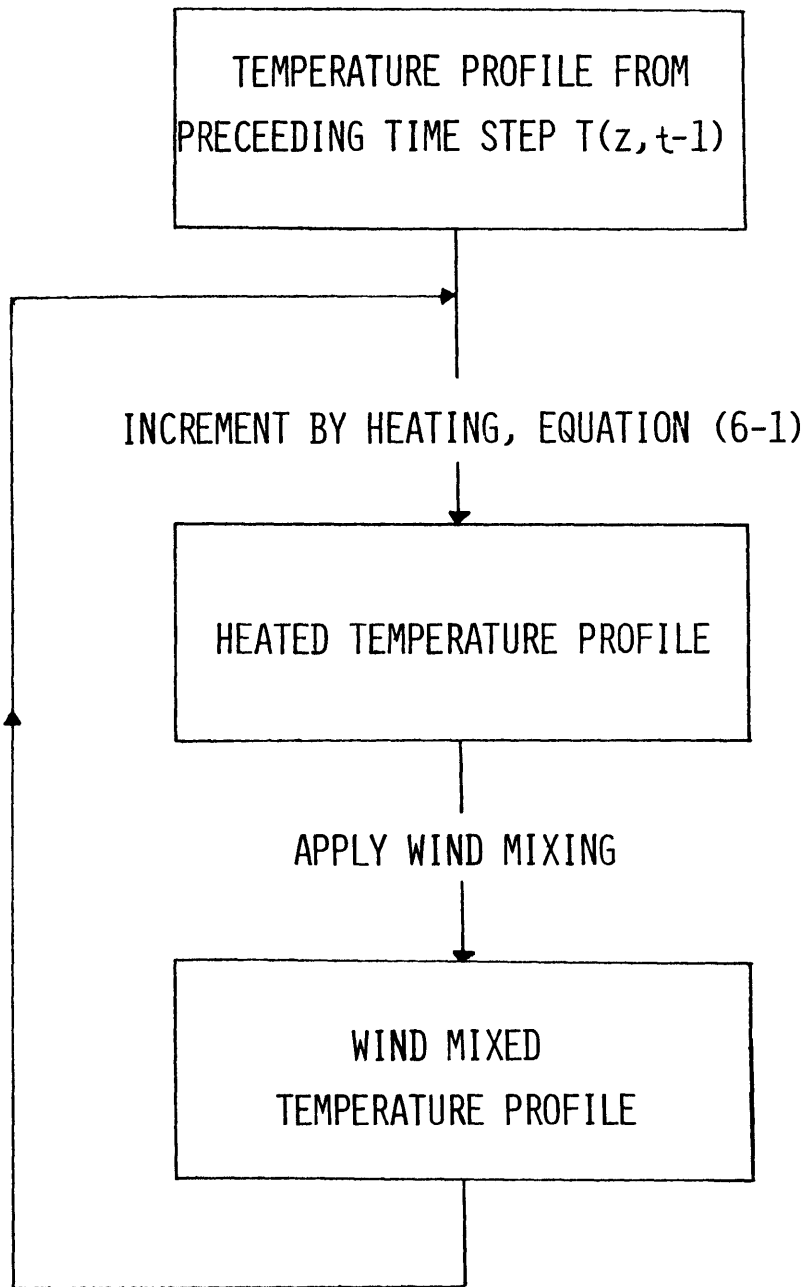 TEMPERATURE PROFILE FROM
PRECEEDING TIME STEP T(z,t-1)
INCREMENT BY HEATING, EQUATION (6-1)
HEATED TEMPERATURE PROFILE
APPLY WIND MIXING
WIND MIXED
TEMPERATURE PROFILE